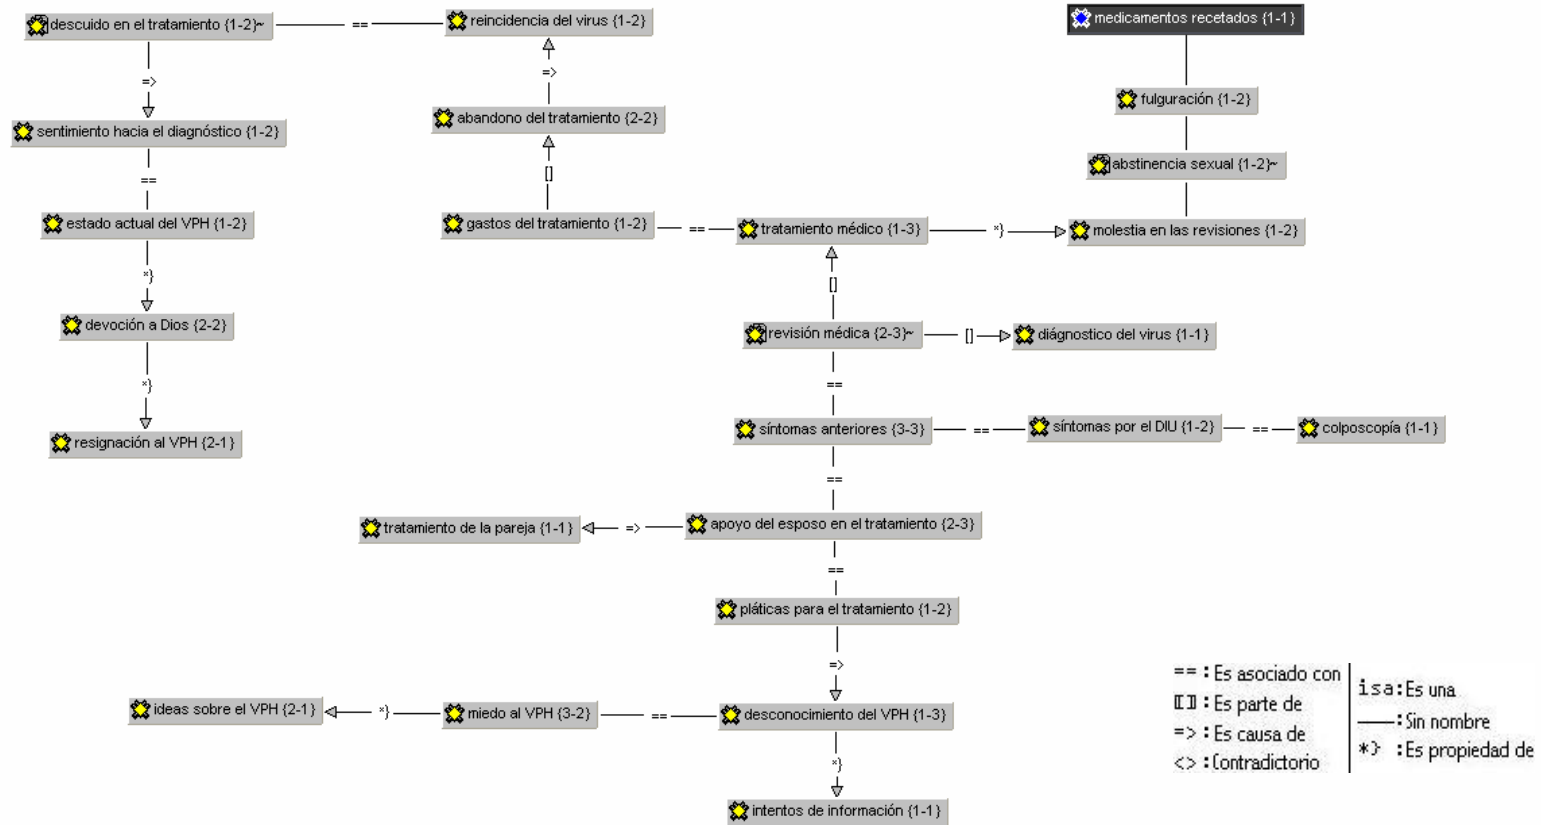 descuido en el tratamiento {1-2}~
==
reincidencia del virus {1-2}
medicamentos recetados {1-1}
=>
=>
fulguración {1-2}
sentimiento hacia el diagnóstico {1-2}
abandono del tratamiento {2-2}
==
[]
abstinencia sexual {1-2}~
estado actual del VPH {1-2}
gastos del tratamiento {1-2}
==
tratamiento médico {1-3}
*}
molestia en las revisiones {1-2}
*}
[]
devoción a Dios {2-2}
revisión médica {2-3}~
[]
diágnostico del virus {1-1}
*}
==
resignación al VPH {2-1}
síntomas anteriores {3-3}
==
síntomas por el DIU {1-2}
==
colposcopía {1-1}
==
tratamiento de la pareja {1-1}
=>
apoyo del esposo en el tratamiento {2-3}
==
pláticas para el tratamiento {1-2}
=>
ideas sobre el VPH {2-1}
*}
miedo al VPH {3-2}
==
desconocimiento del VPH {1-3}
*}
intentos de información {1-1}
== : Es asociado con
[] : Es parte de
=> : Es causa de
<> : Contradictorio
isa: Es una
—— : Sin nombre
*} : Es propiedad de